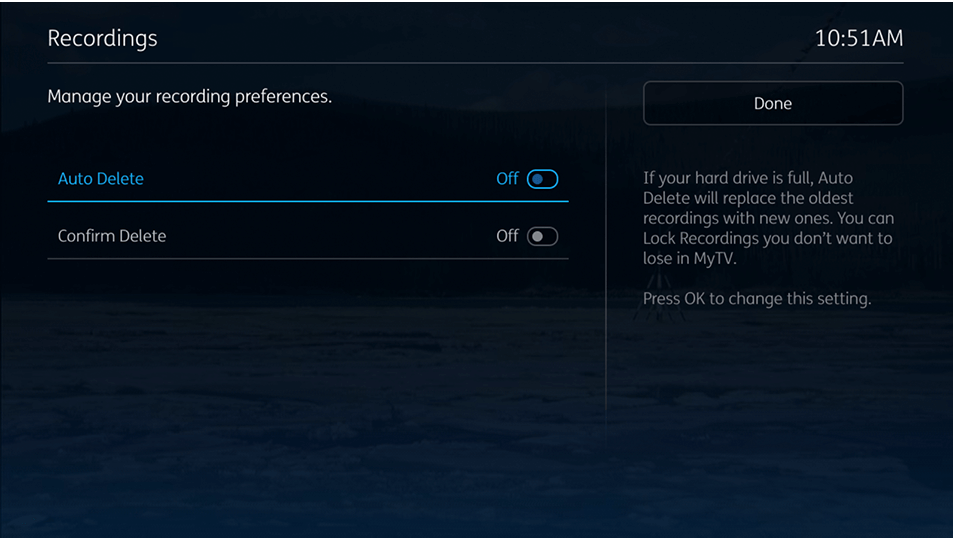 Recordings
10:51AM
Manage your recording preferences.
Done
Auto Delete
Off
Confirm Delete
Off
If your hard drive is full, Auto
Delete will replace the oldest
recordings with new ones. You can
Lock Recordings you don't want to
lose in MyTV.
Press OK to change this setting.